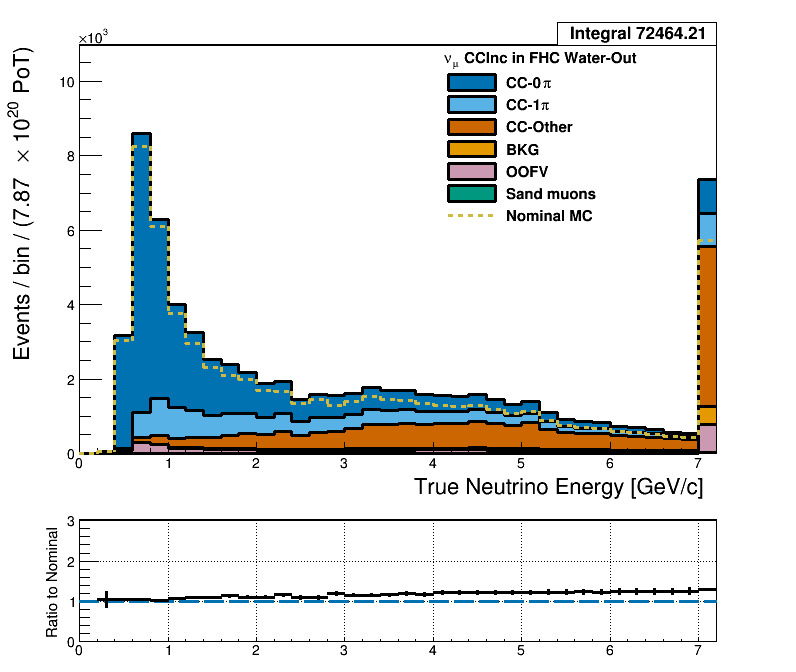 Integral 72464.21
×10³
ν_μ CCInc in FHC Water-Out
CC-0π
CC-1π
CC-Other
BKG
OOFV
Sand muons
Nominal MC
Events / bin / (7.87 × 10²⁰ PoT)
10
8
6
4
2
0
0 1 2 3 4 5 6 7
True Neutrino Energy [GeV/c]
Ratio to Nominal
3
2
1
0
0 1 2 3 4 5 6 7